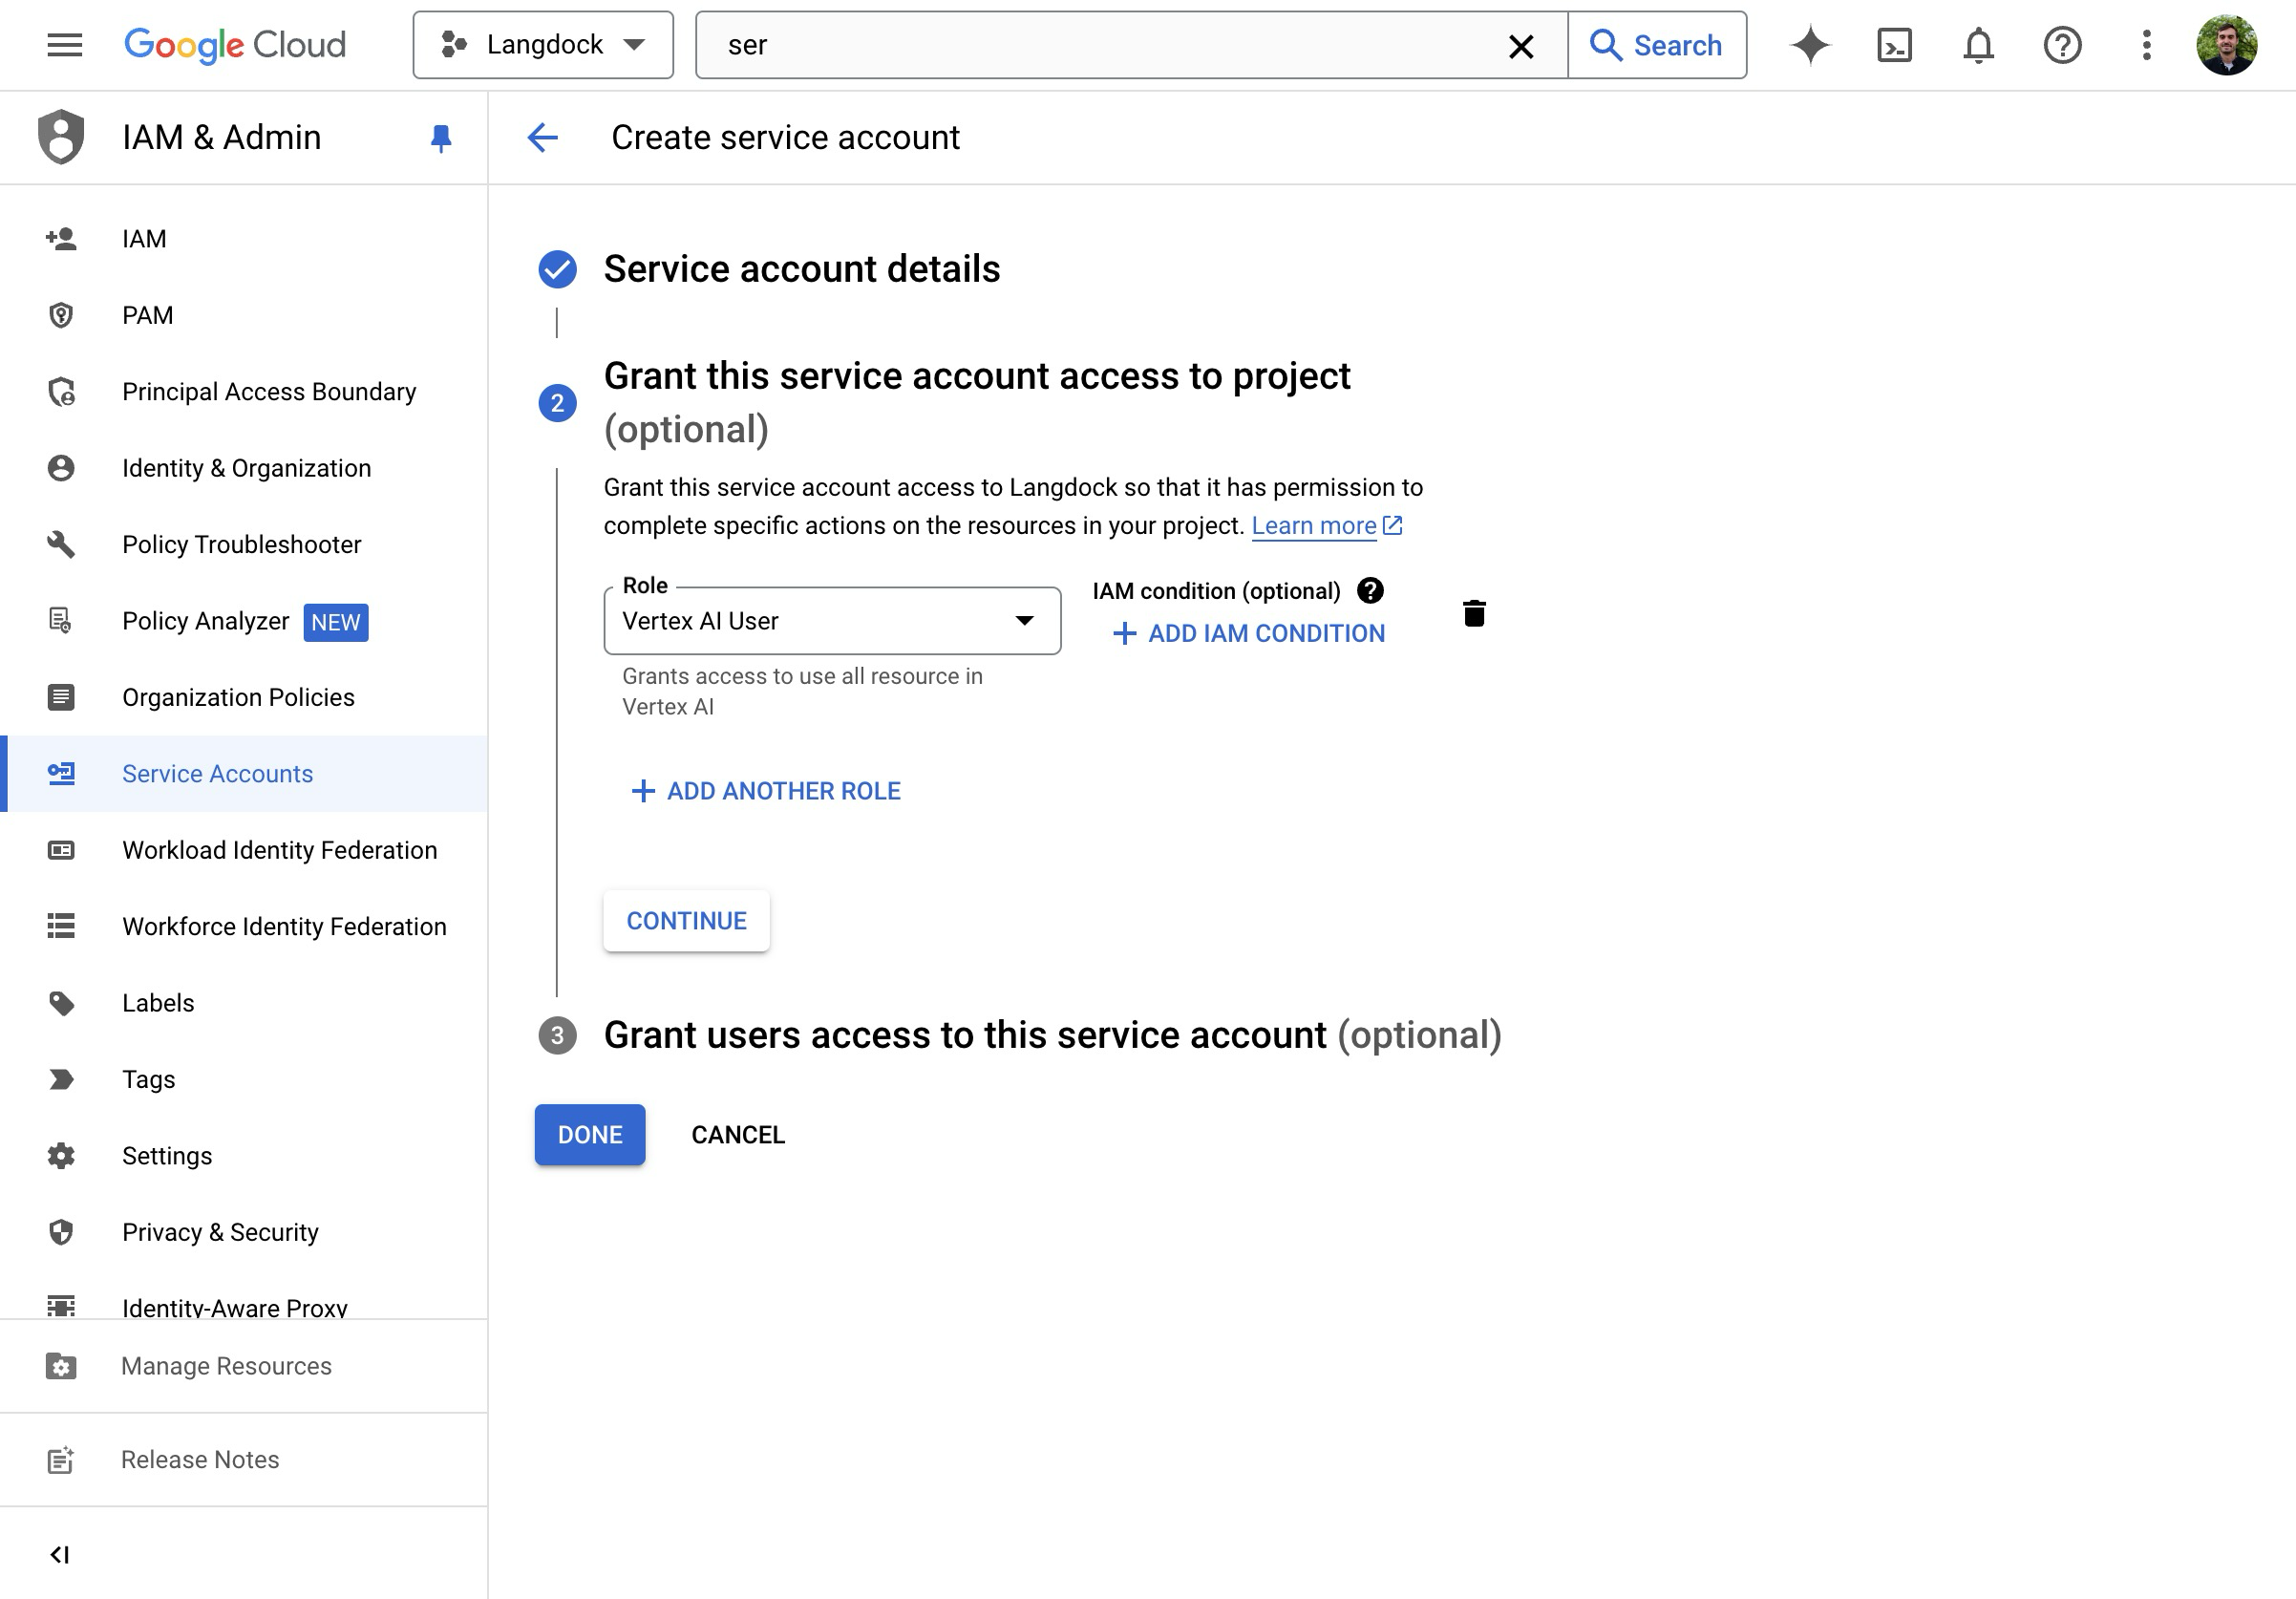 Google Cloud
Langdock
ser
Search
IAM & Admin
Create service account
IAM
PAM
Principal Access Boundary
Identity & Organization
Policy Troubleshooter
Policy Analyzer NEW
Organization Policies
Service Accounts
Workload Identity Federation
Workforce Identity Federation
Labels
Tags
Settings
Privacy & Security
Identity-Aware Proxy
Manage Resources
Release Notes
Service account details
2
Grant this service account access to project
(optional)
Grant this service account access to Langdock so that it has permission to
complete specific actions on the resources in your project. Learn more
Role
Vertex AI User
Grants access to use all resource in
Vertex AI
IAM condition (optional)
ADD IAM CONDITION
ADD ANOTHER ROLE
CONTINUE
3
Grant users access to this service account (optional)
DONE
CANCEL